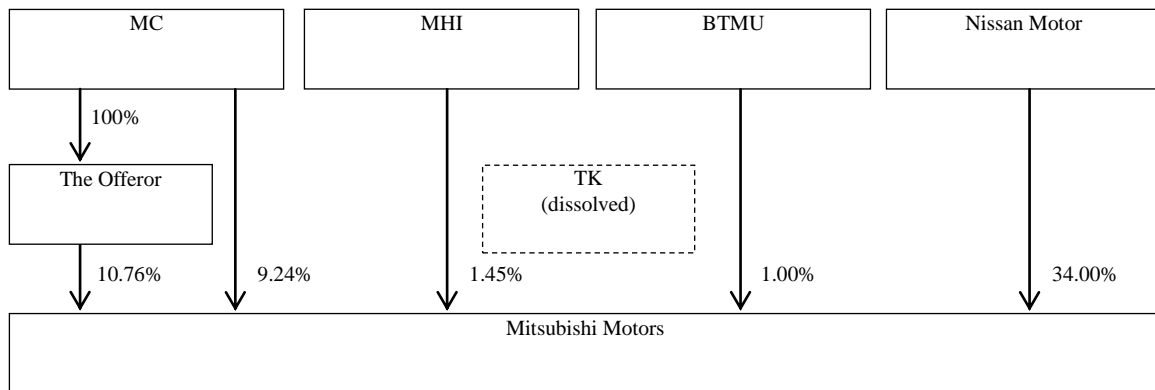 MC
MHI
BTMU
Nissan Motor
100%
The Offeror
TK
(dissolved)
10.76%
9.24%
1.45%
1.00%
34.00%
Mitsubishi Motors